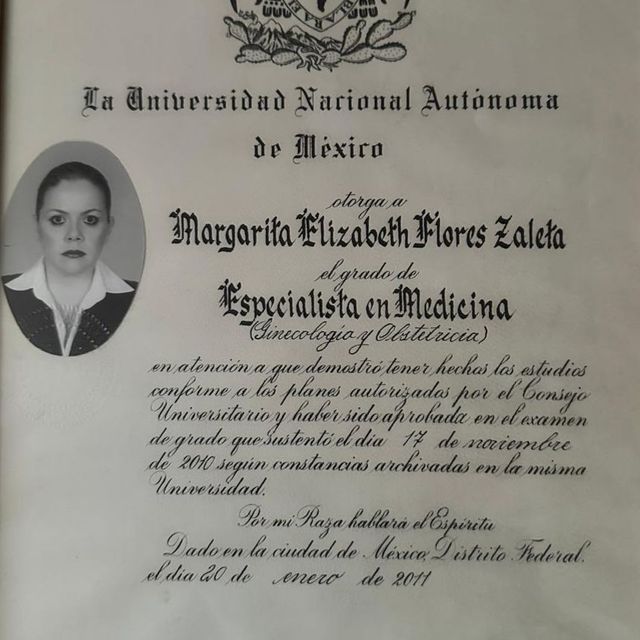 BLARA E
La Universidad Nacional Autónoma
de México
otorga a
Margarita Elizabeth Flores Zaleta
el grado de
Especialista en Medicina
(Ginecología y Obstetricia)
en atención a que demostró tener hechos los estudios
conforme a los planes autorizados por el Consejo
Universitario y haber sido aprobada en el examen
de grado que sustentó el día 17 de noviembre
de 2010 según constancias archivadas en la misma
Universidad.
Por mi Raza hablará el Espíritu
Dado en la ciudad de México, Distrito Federal.
el día 20 de enero de 2011